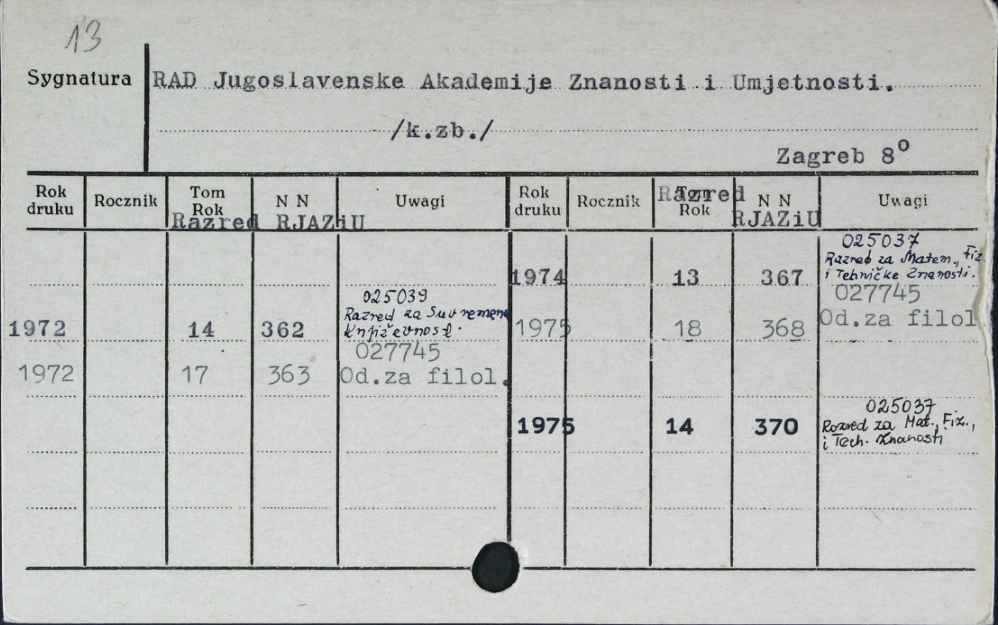 13
Sygnatura RAD Jugoslavenske Akademije Znanosti i Umjetnosti.
/k.zb./
Zagreb 8º
Rok druku Rocznik Tom Rok N N Uwagi Rok druku Rocznik Tom Rok N N Uwagi
Razred RJAZiU Razred RJAZiU
025037
Razred za Matem., Fiz.
1974 13 367 i Tehničke Znanosti.
025039 027745
Razred za Suvremenu Od.za filol
1972 14 362 Književnost. 1975 18 368
027745
1972 17 363 Od.za filol.
025037
1975 14 370 Razred za Mat., Fiz.,
i Tech. Znanosti